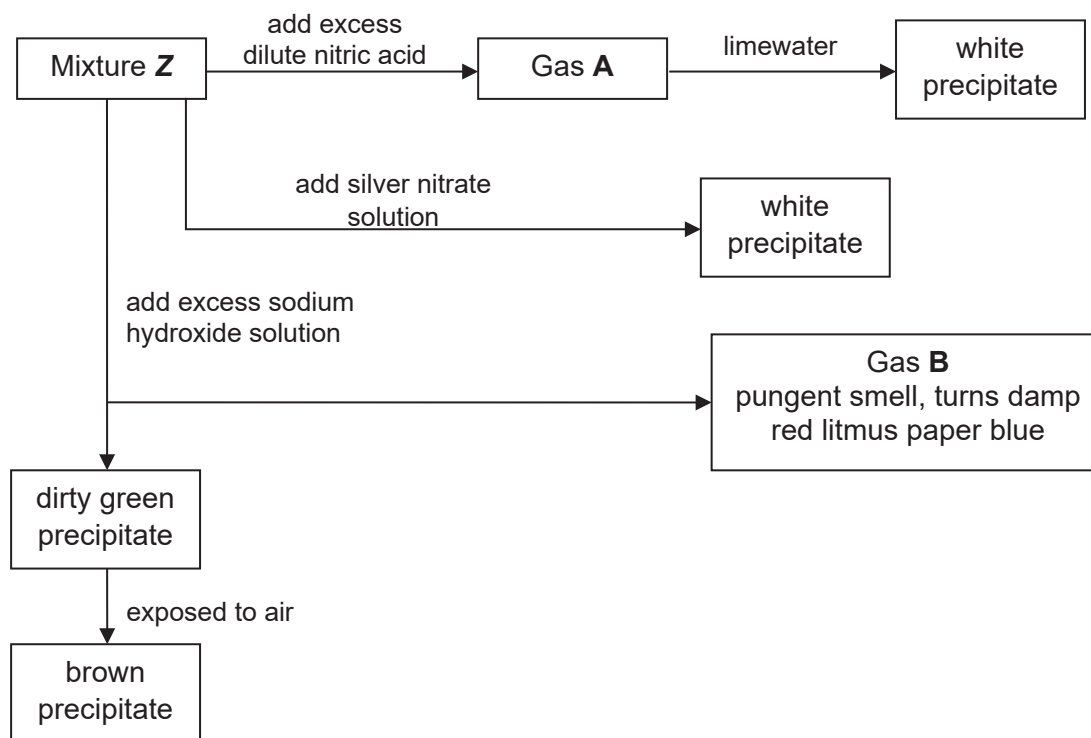 Mixture Z
add excess
dilute nitric acid
Gas A
limewater
white
precipitate
add silver nitrate
solution
white
precipitate
add excess sodium
hydroxide solution
Gas B
pungent smell, turns damp
red litmus paper blue
dirty green
precipitate
exposed to air
brown
precipitate